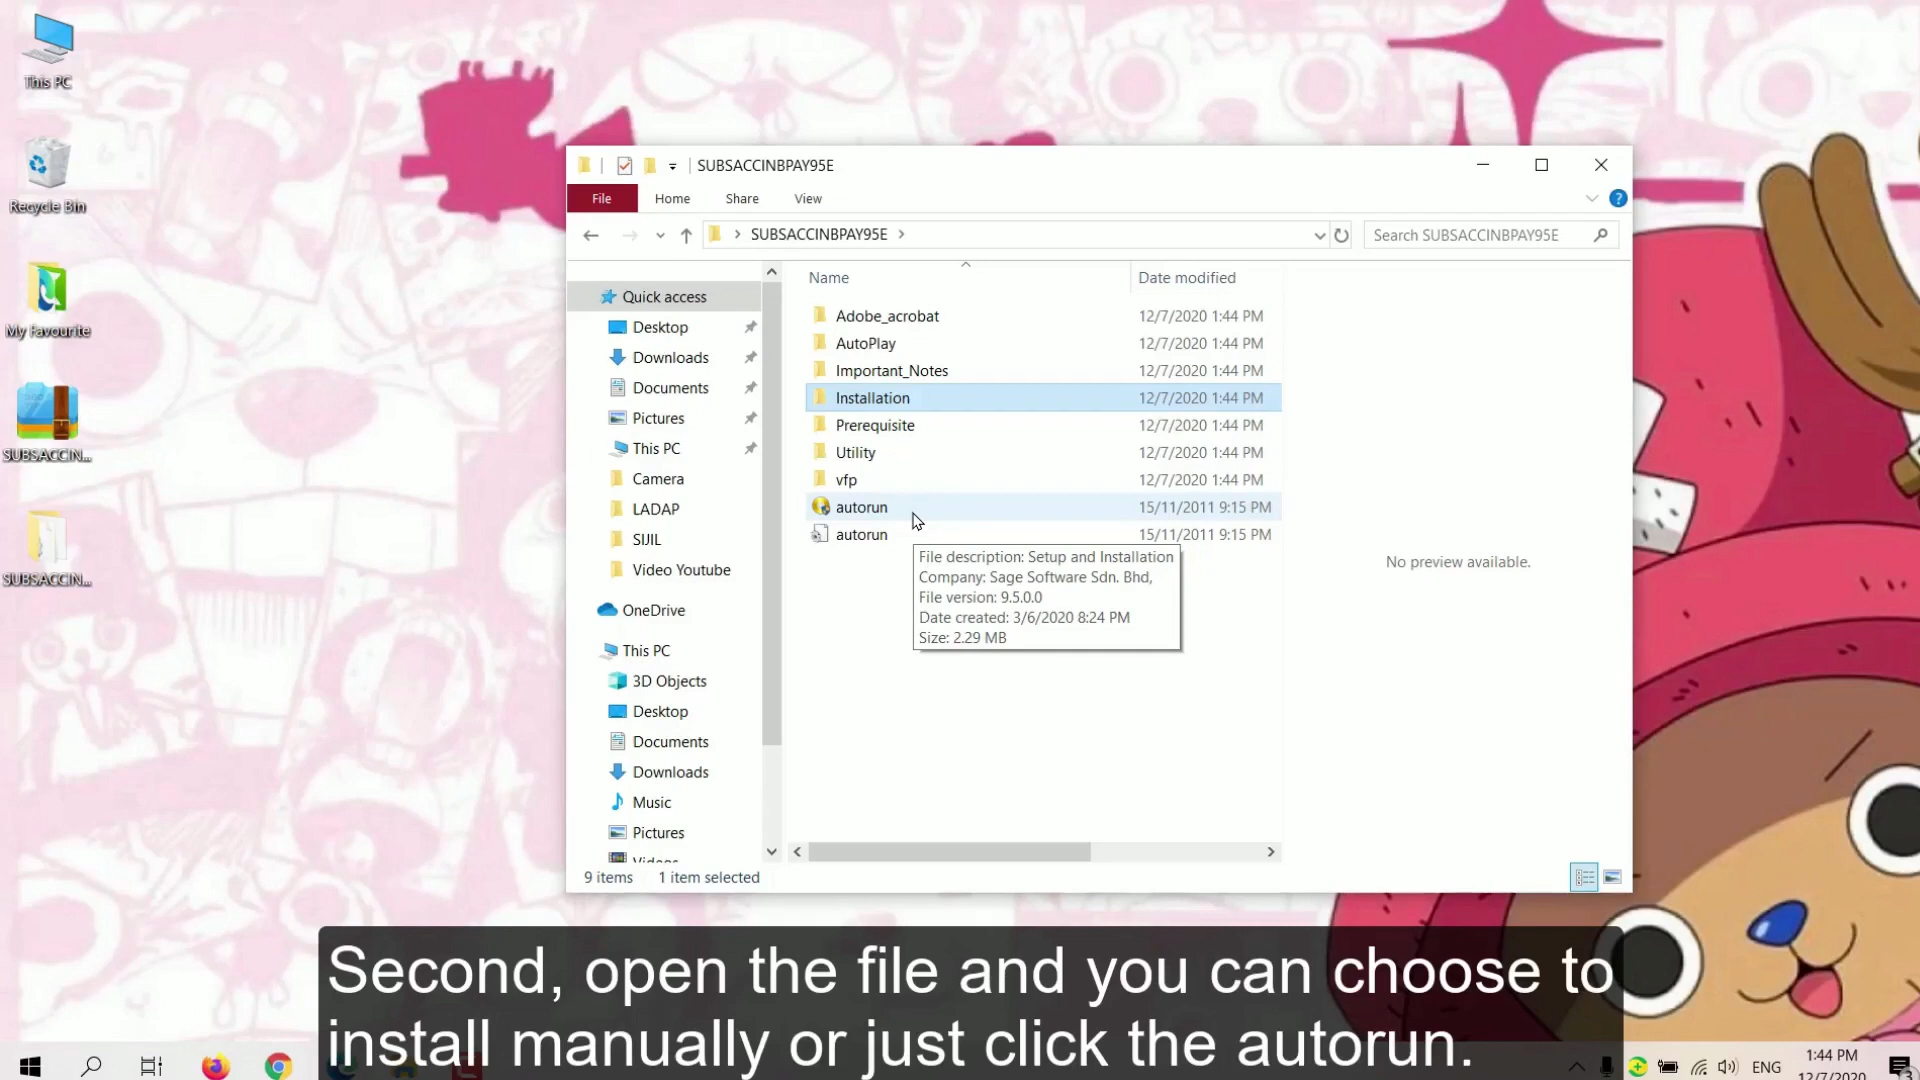 This PC
Recycle Bin
My Favourite
SUBSACCIN...
SUBSACCIN...
SUBSACCINBPAY95E
File
Home
Share
View
SUBSACCINBPAY95E
Search SUBSACCINBPAY95E
Quick access
Desktop
Downloads
Documents
Pictures
This PC
Camera
LADAP
SIJIL
Video Youtube
OneDrive
This PC
3D Objects
Desktop
Documents
Downloads
Music
Pictures
Videos
Name Date modified
Adobe_acrobat 12/7/2020 1:44 PM
AutoPlay 12/7/2020 1:44 PM
Important_Notes 12/7/2020 1:44 PM
Installation 12/7/2020 1:44 PM
Prerequisite 12/7/2020 1:44 PM
Utility 12/7/2020 1:44 PM
vfp 12/7/2020 1:44 PM
autorun 15/11/2011 9:15 PM
autorun 15/11/2011 9:15 PM
File description: Setup and Installation
Company: Sage Software Sdn. Bhd,
File version: 9.5.0.0
Date created: 3/6/2020 8:24 PM
Size: 2.29 MB
No preview available.
9 items 1 item selected
Second, open the file and you can choose to
install manually or just click the autorun.
ENG
1:44 PM
12/7/2020
3